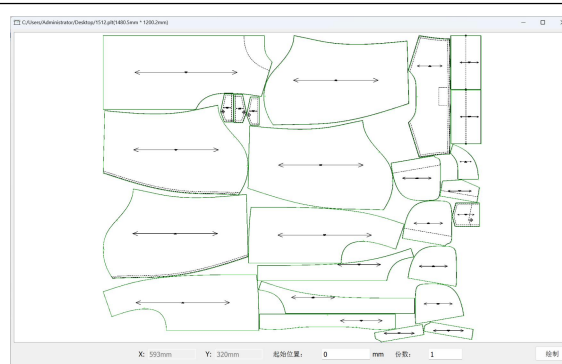 C:/Users/Administrator/Desktop/1512.plt(1480.5mm * 1200.2mm)
X: 593mm Y: 320mm 起始位置: 0 mm 份数: 1 绘制